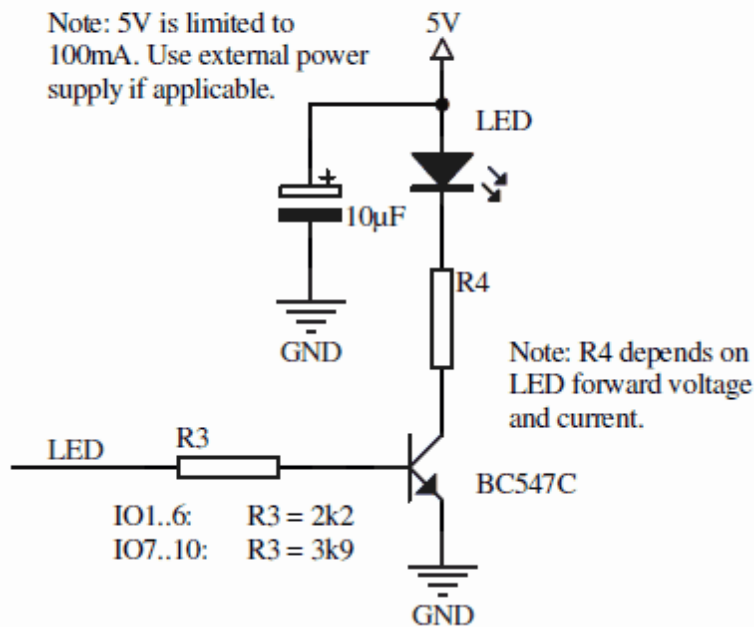 Note: 5V is limited to
100mA. Use external power
supply if applicable.
5V
LED
+
10µF
GND
R4
Note: R4 depends on
LED forward voltage
and current.
LED
R3
BC547C
IO1..6: R3 = 2k2
IO7..10: R3 = 3k9
GND